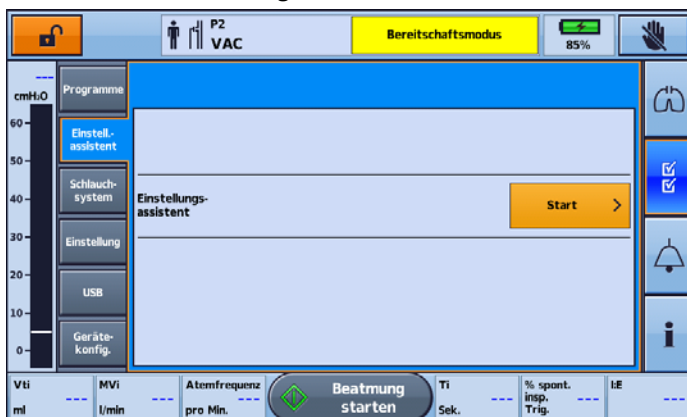 P2
VAC
Bereitschaftsmodus
85%
---
cmH2O
60
50
40
30
20
10
0
Programme
Einstell.-
assistent
Schlauch-
system
Einstellung
USB
Geräte-
konfig.
Einstellungs-
assistent
Start
Vti
---
ml
MVi
---
l/min
Atemfrequenz
---
pro Min.
Beatmung
starten
Ti
---
Sek.
% spont.
insp.
Trig.
---
I:E
---